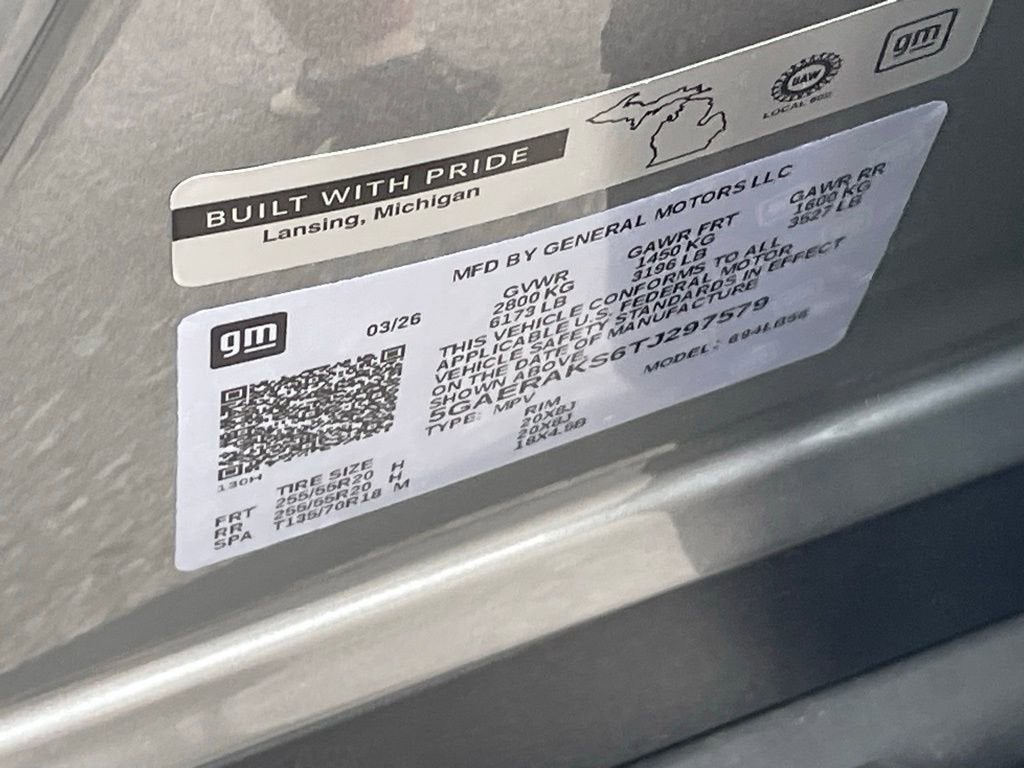 BUILT WITH PRIDE
Lansing, Michigan
UAW
LOCAL 602
gm
MFD BY GENERAL MOTORS LLC
gm
03/26
GVWR GAWR FRT GAWR RR
2800 KG 1450 KG 1600 KG
6173 LB 3196 LB 3527 LB
THIS VEHICLE CONFORMS TO ALL
APPLICABLE U.S. FEDERAL MOTOR
VEHICLE SAFETY STANDARDS IN EFFECT
ON THE DATE OF MANUFACTURE
SHOWN ABOVE.
5GAERAKS6TJ297579
TYPE: MPV MODEL: 694LB56
130H
TIRE SIZE RIM
FRT 255/55R20 H 20X8J
RR 255/55R20 H 20X8J
SPA T135/70R18 M 18X4.5B